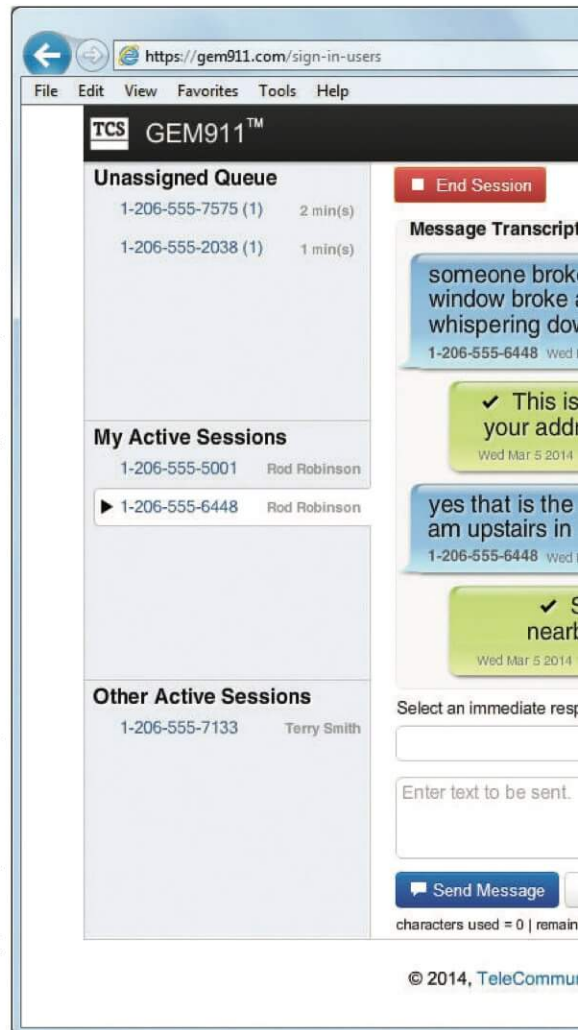 https://gem911.com/sign-in-users
File Edit View Favorites Tools Help
TCS GEM911™
Unassigned Queue
1-206-555-7575 (1) 2 min(s)
1-206-555-2038 (1) 1 min(s)
My Active Sessions
1-206-555-5001 Rod Robinson
1-206-555-6448 Rod Robinson
Other Active Sessions
1-206-555-7133 Terry Smith
End Session
Message Transcript
someone broke
window broke a
whispering dow
1-206-555-6448 Wed
✔ This is
your addr
Wed Mar 5 2014
yes that is the
am upstairs in
1-206-555-6448 Wed
✔ S
nearb
Wed Mar 5 2014
Select an immediate resp
Enter text to be sent.
Send Message
characters used = 0 | remain
© 2014, TeleCommu